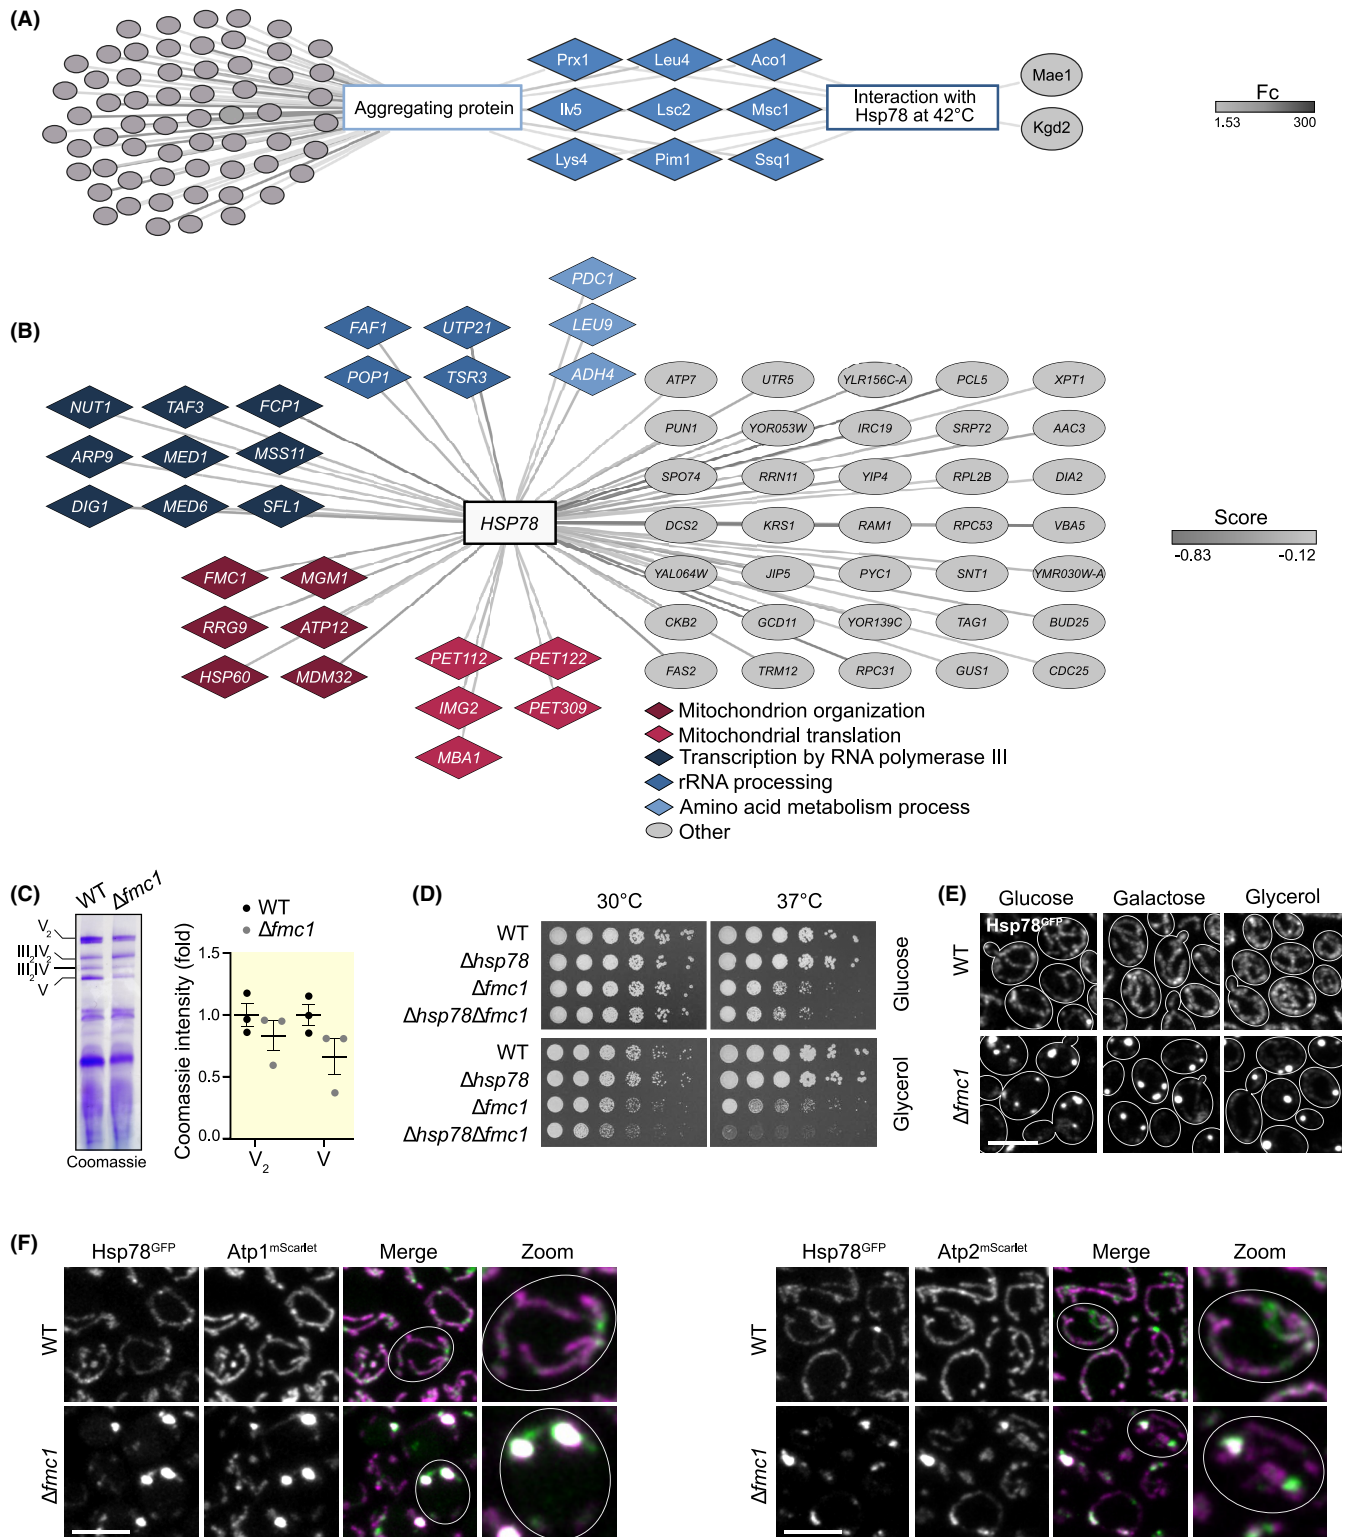 (A)
Prx1 Leu4 Aco1
Mae1
Aggregating protein
Ilv5 Lsc2 Msc1
Interaction with
Hsp78 at 42°C
Fc
1.53 300
Kgd2
Lys4 Pim1 Ssq1
(B)
PDC1
FAF1 UTP21 LEU9
POP1 TSR3 ADH4
NUT1 TAF3 FCP1
ARP9 MED1 MSS11
DIG1 MED6 SFL1
HSP78
ATP7 UTR5 YLR156C-A PCL5 XPT1
PUN1 YOR053W IRC19 SRP72 AAC3
SPO74 RRN11 YIP4 RPL2B DIA2
DCS2 KRS1 RAM1 RPC53 VBA5
YAL064W JIP5 PYC1 SNT1 YMR030W-A
CKB2 GCD11 YOR139C TAG1 BUD25
FAS2 TRM12 RPC31 GUS1 CDC25
Score
-0.83 -0.12
FMC1 MGM1
RRG9 ATP12
HSP60 MDM32
PET112 PET122
IMG2 PET309
MBA1
Mitochondrion organization
Mitochondrial translation
Transcription by RNA polymerase III
rRNA processing
Amino acid metabolism process
Other
(C)
WT Δfmc1
V2
III2IV2
III2IV
V
Coomassie
WT
Δfmc1
Coomassie intensity (fold)
1.5
1.0
0.5
0.0
V2 V
(D)
30°C 37°C
WT
Δhsp78
Δfmc1
Δhsp78Δfmc1
Glucose
WT
Δhsp78
Δfmc1
Δhsp78Δfmc1
Glycerol
(E)
Glucose Galactose Glycerol
Hsp78GFP
WT
Δfmc1
(F)
Hsp78GFP Atp1mScarlet Merge Zoom
WT
Δfmc1
Hsp78GFP Atp2mScarlet Merge Zoom
WT
Δfmc1